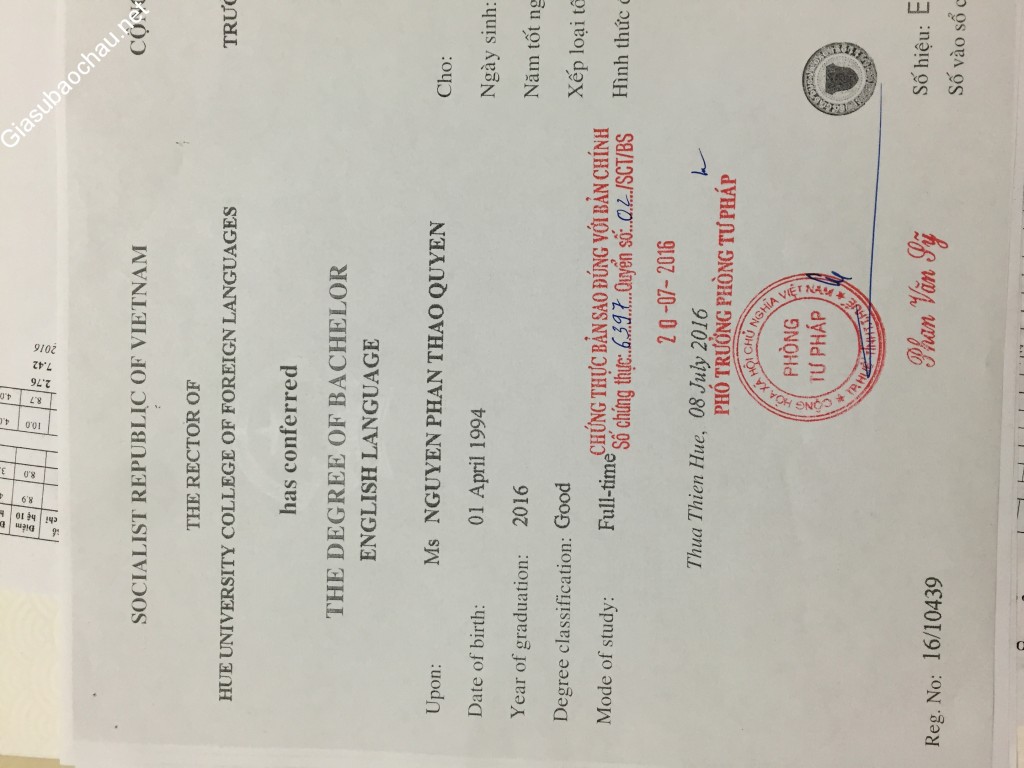 Giasubaochau.net
SOCIALIST REPUBLIC OF VIETNAM
THE RECTOR OF
HUE UNIVERSITY COLLEGE OF FOREIGN LANGUAGES
has conferred
THE DEGREE OF BACHELOR
ENGLISH LANGUAGE
Upon: Ms NGUYEN PHAN THAO QUYEN
Date of birth: 01 April 1994
Year of graduation: 2016
Degree classification: Good
Mode of study: Full-time
CHỨNG THỰC BẢN SAO ĐÚNG VỚI BẢN CHÍNH
Số chứng thực: 6397 Quyển số: 02 /SCT/BS
20-07-2016
Thua Thien Hue, 08 July 2016
PHÓ TRƯỞNG PHÒNG TƯ PHÁP
CỘNG HÒA XÃ HỘI CHỦ NGHĨA VIỆT NAM
PHÒNG
TƯ PHÁP
Phan Văn Sỹ
Reg. No: 16/10439
Cho:
Ngày sinh:
Năm tốt
Xếp loại
Hình thức
Số hiệu: E
Số vào sổ
Điểm
hệ 10
8.9
8.0
10.0
8.7
2.76
7.42
2016